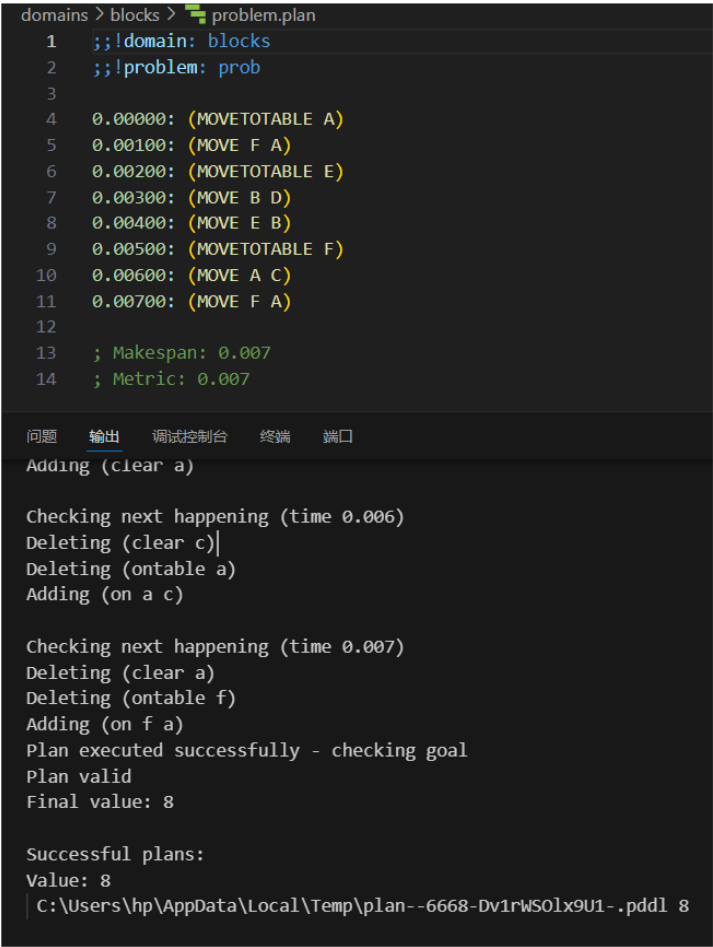 domains > blocks > problem.plan
1 ;;!domain: blocks
2 ;;!problem: prob
3
4 0.00000: (MOVETOTABLE A)
5 0.00100: (MOVE F A)
6 0.00200: (MOVETOTABLE E)
7 0.00300: (MOVE B D)
8 0.00400: (MOVE E B)
9 0.00500: (MOVETOTABLE F)
10 0.00600: (MOVE A C)
11 0.00700: (MOVE F A)
12
13 ; Makespan: 0.007
14 ; Metric: 0.007
问题 输出 调试控制台 终端 端口
Adding (clear a)
Checking next happening (time 0.006)
Deleting (clear c)
Deleting (ontable a)
Adding (on a c)
Checking next happening (time 0.007)
Deleting (clear a)
Deleting (ontable f)
Adding (on f a)
Plan executed successfully - checking goal
Plan valid
Final value: 8
Successful plans:
Value: 8
C:\Users\hp\AppData\Local\Temp\plan--6668-Dv1rWSOlx9U1-.pddl 8